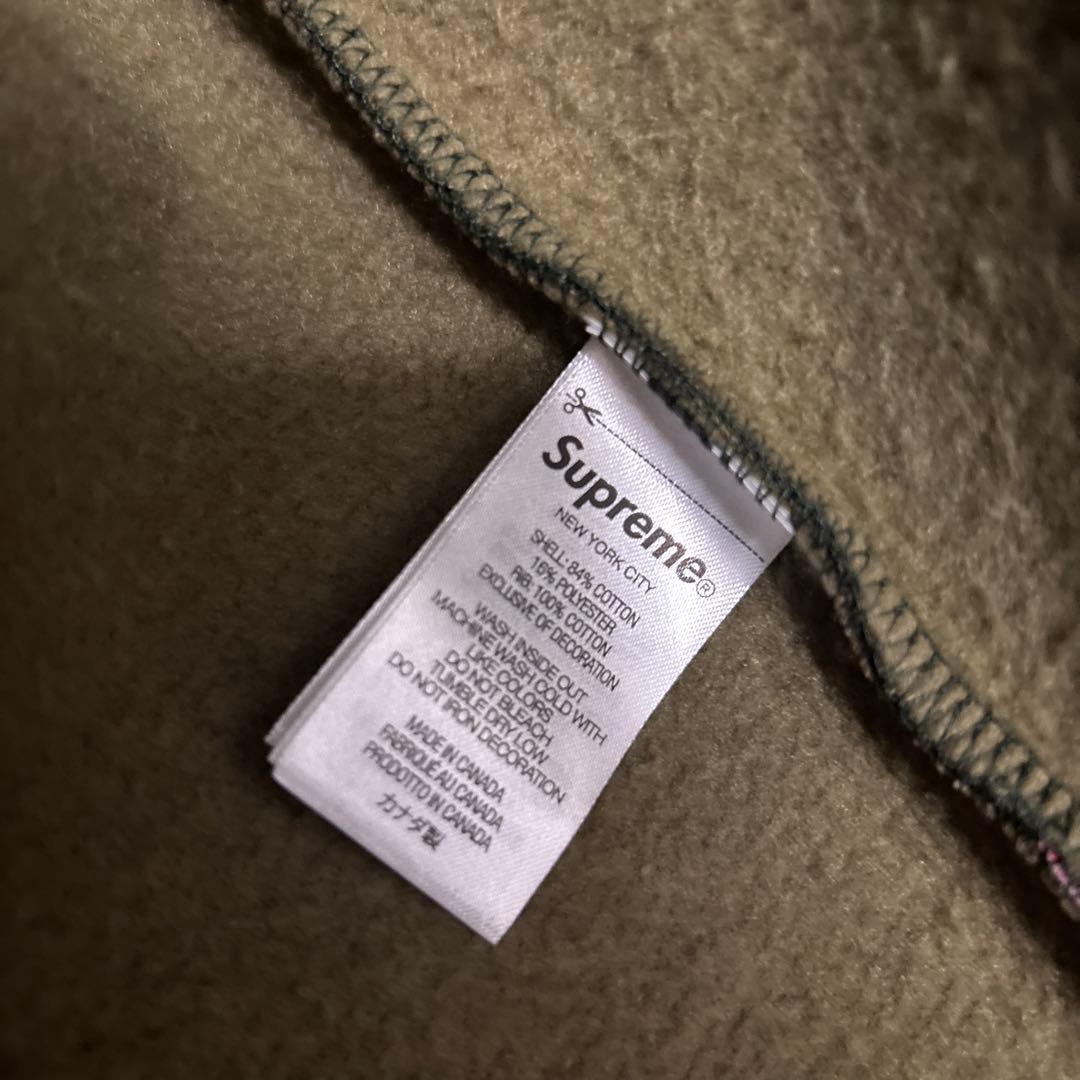 Supreme®
NEW YORK CITY
SHELL: 84% COTTON
16% POLYESTER
RIB: 100% COTTON
EXCLUSIVE OF DECORATION
WASH INSIDE OUT
MACHINE WASH COLD WITH
LIKE COLORS
DO NOT BLEACH,
TUMBLE DRY LOW
DO NOT IRON DECORATION
MADE IN CANADA
FABRIQUÉ AU CANADA
PRODOTTO IN CANADA
カナダ製